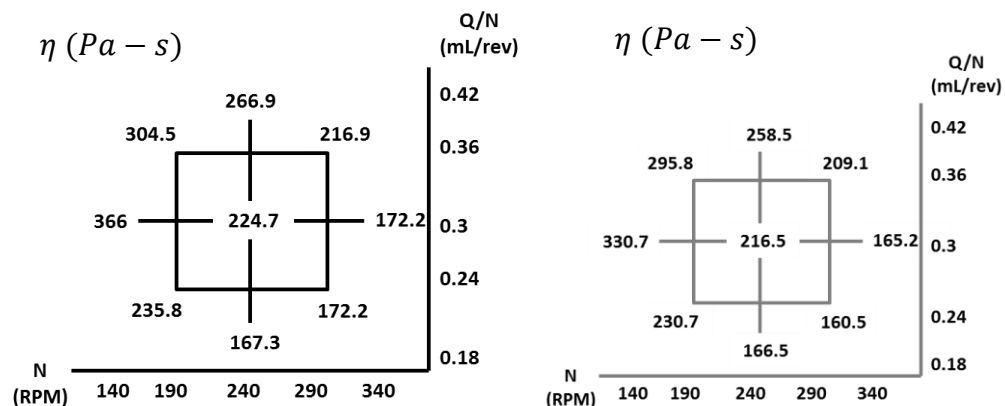 η (Pa − s)
Q/N
(mL/rev)
0.42
266.9
304.5
216.9
0.36
366
224.7
172.2
0.3
0.24
235.8
172.2
167.3
0.18
N
(RPM)
140 190 240 290 340
η (Pa − s)
Q/N
(mL/rev)
0.42
258.5
295.8
209.1
0.36
330.7
216.5
165.2
0.3
230.7
160.5
0.24
166.5
0.18
N
(RPM)
140 190 240 290 340